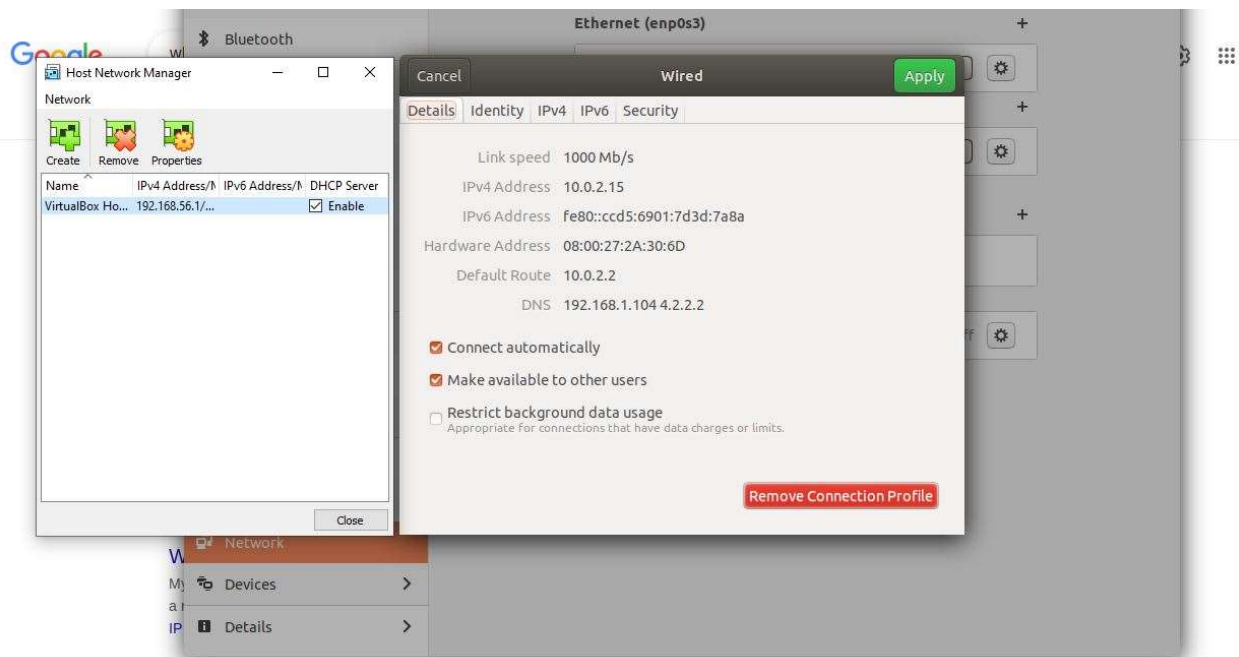 Ethernet (enp0s3)
+
Bluetooth
Google
Host Network Manager
Network
Create Remove Properties
Name IPv4 Address/M IPv6 Address/M DHCP Server
VirtualBox Ho... 192.168.56.1/... Enable
Close
Cancel Wired Apply
Details Identity IPv4 IPv6 Security
Link speed 1000 Mb/s
IPv4 Address 10.0.2.15
IPv6 Address fe80::ccd5:6901:7d3d:7a8a
Hardware Address 08:00:27:2A:30:6D
Default Route 10.0.2.2
DNS 192.168.1.104 4.2.2.2
Connect automatically
Make available to other users
Restrict background data usage
Appropriate for connections that have data charges or limits.
Remove Connection Profile
+
+
Network
W
My
Devices
a
IP
Details